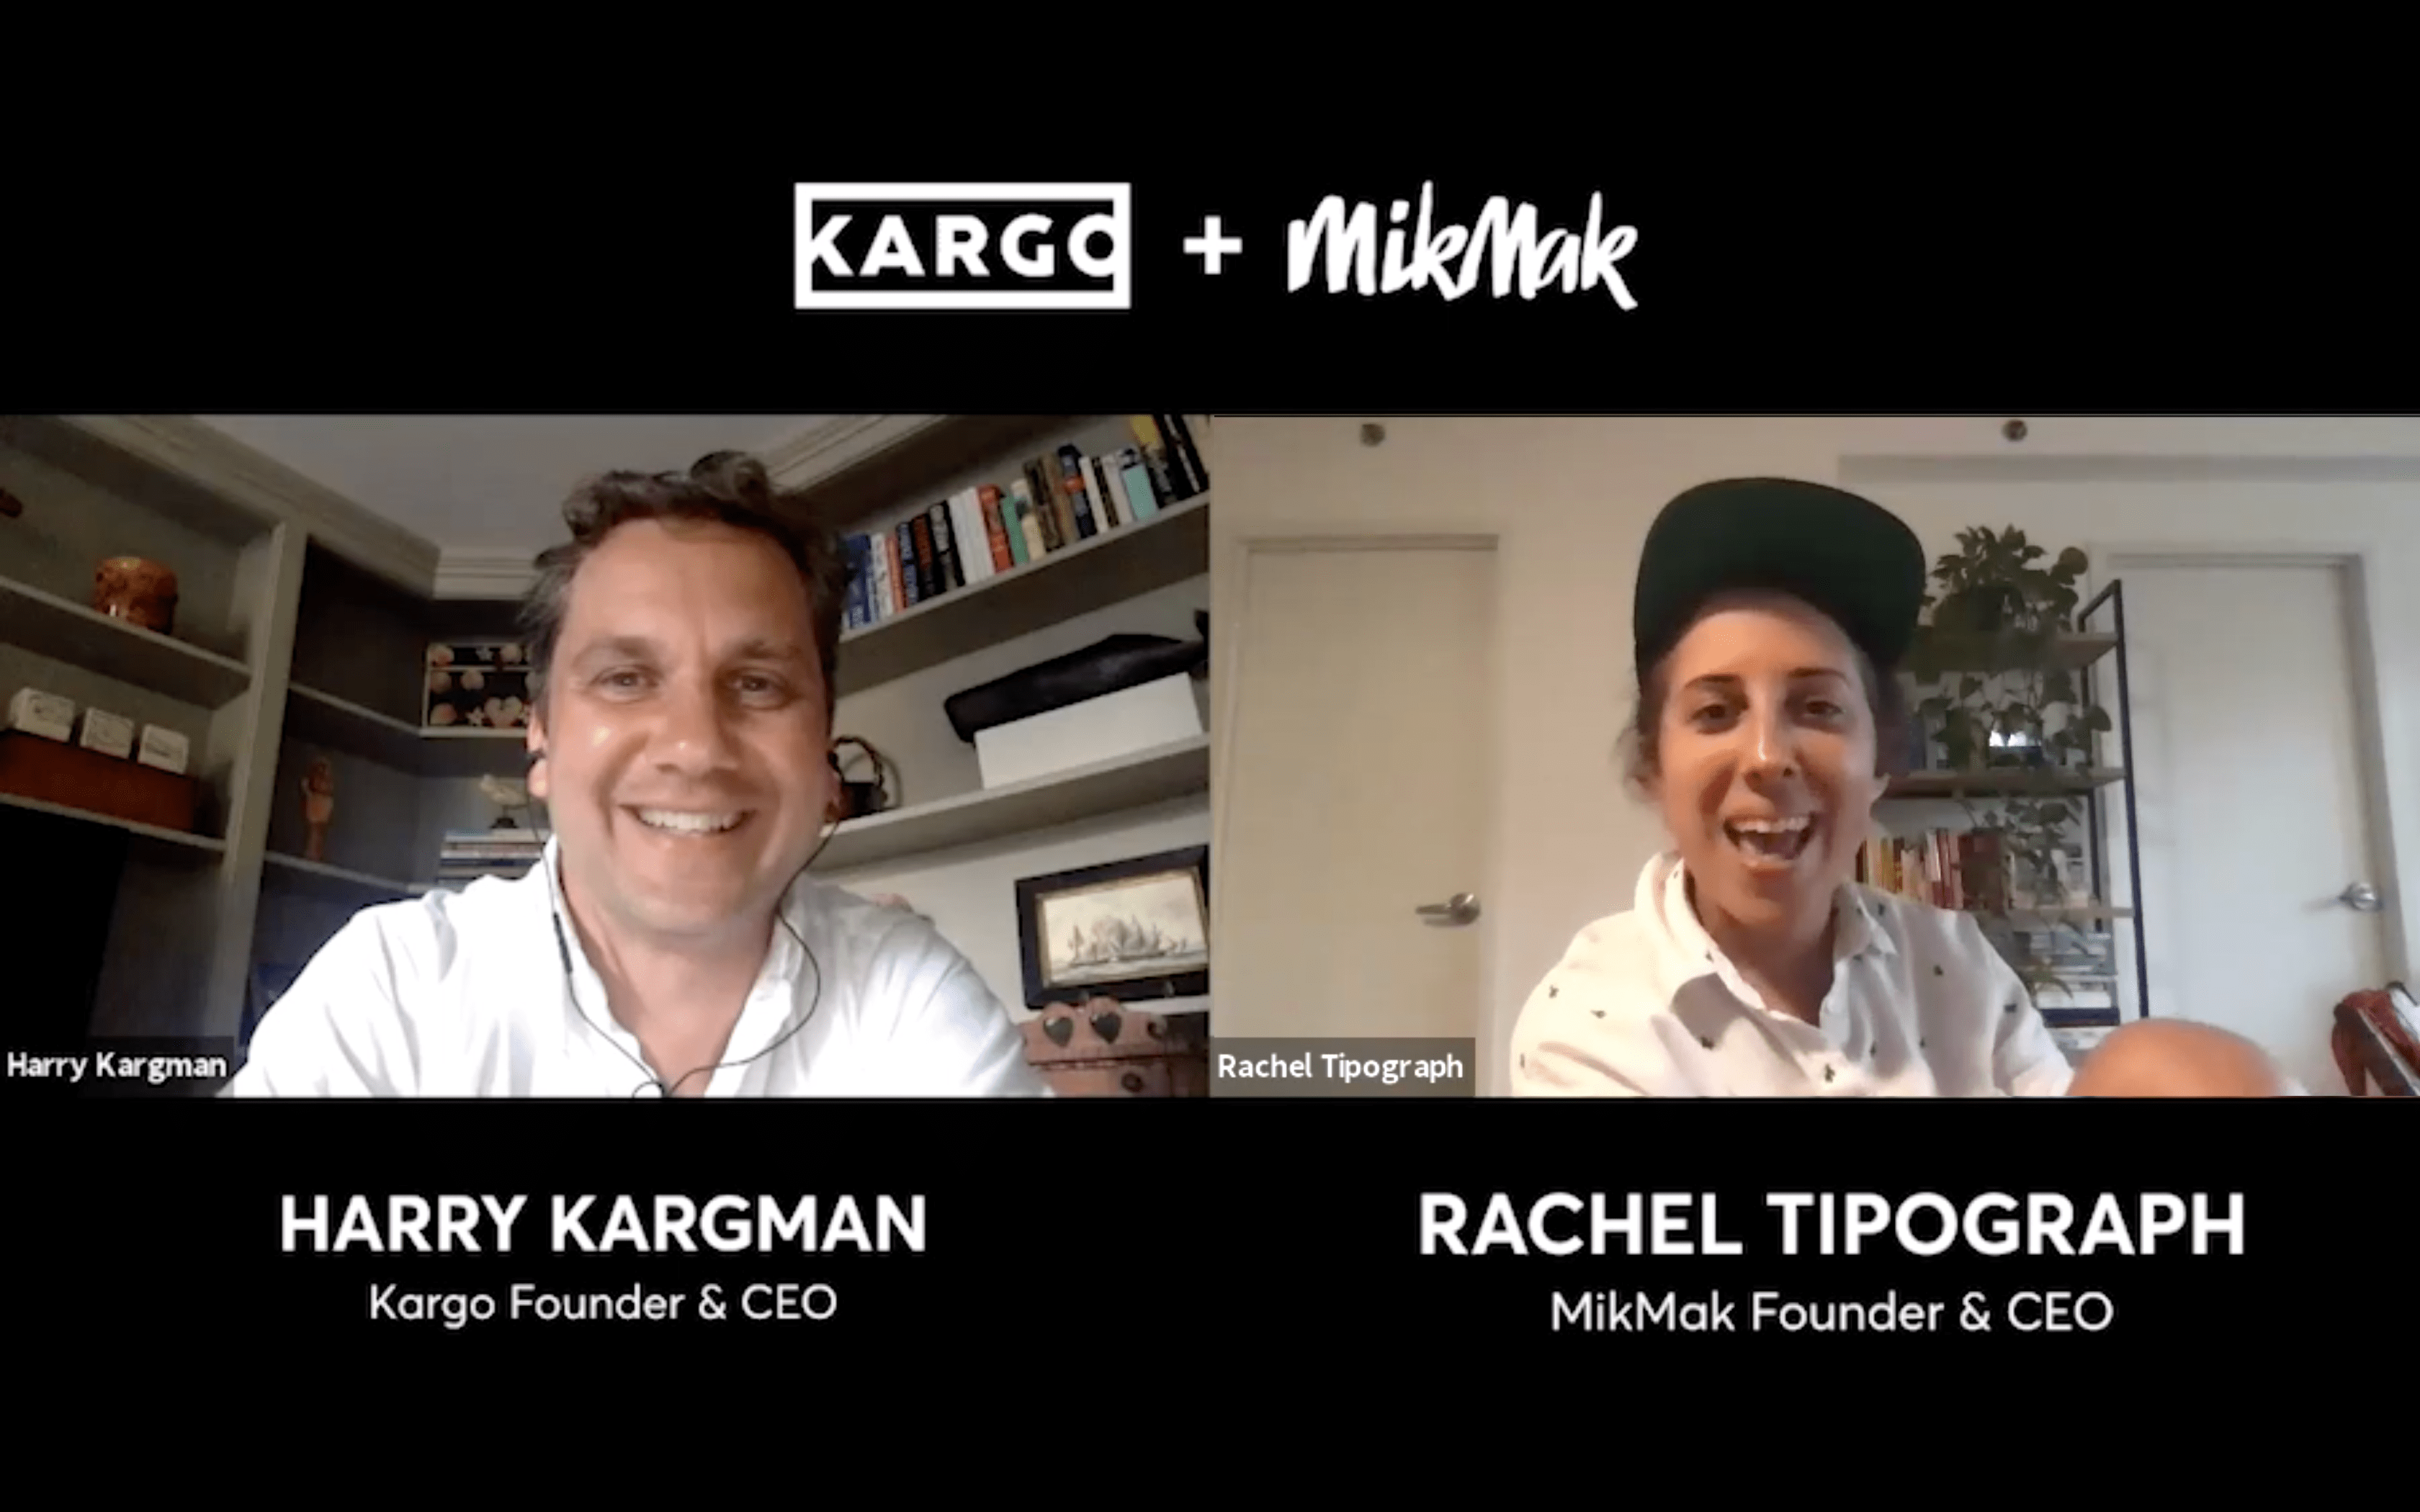 KARGO + MikMak
Harry Kargman
Rachel Tipograph
HARRY KARGMAN
Kargo Founder & CEO
RACHEL TIPOGRAPH
MikMak Founder & CEO